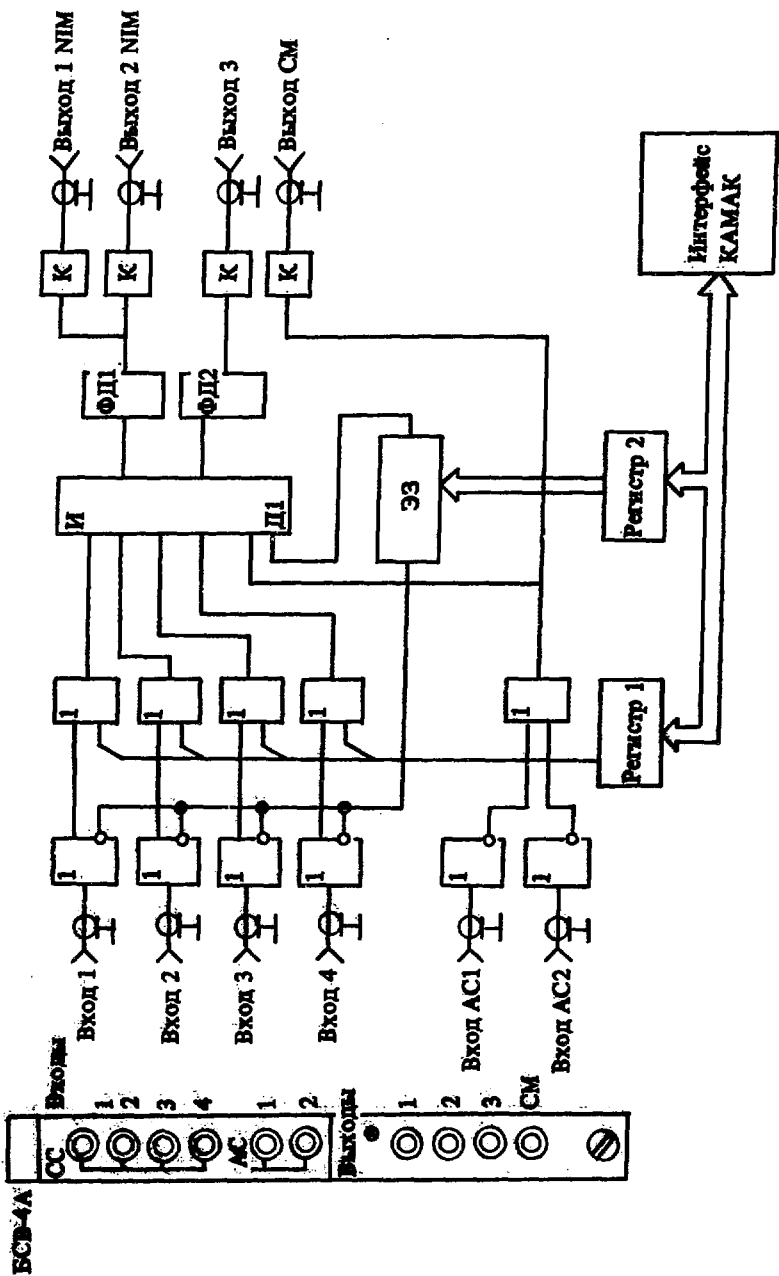 БСВ-4А
СС
Входы
1
2
3
4
АС
1
2
Выходы
1
2
3
СМ
Вход 1
Вход 2
Вход 3
Вход 4
Вход АС1
Вход АС2
1
1
1
1
1
1
1
1
1
1
1
И
Д1
ФД1
ФД2
ЭЗ
К
К
К
К
Выход 1 NIM
Выход 2 NIM
Выход 3
Выход СМ
Регистр 1
Регистр 2
Интерфейс
КАМАК